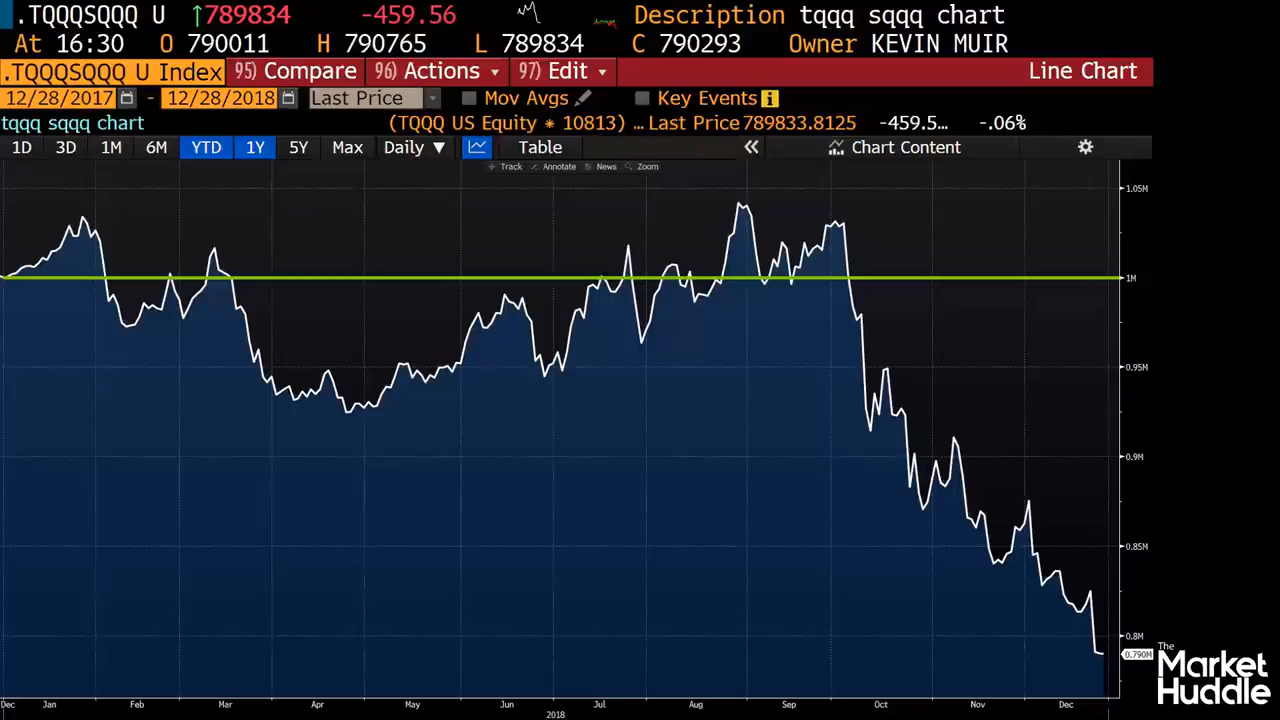 .TQQQSQQQ U ↑789834 -459.56 Description tqqq sqqq chart
At 16:30 O 790011 H 790765 L 789834 C 790293 Owner KEVIN MUIR
.TQQQSQQQ U Index 95) Compare 96) Actions 97) Edit Line Chart
12/28/2017 - 12/28/2018 Last Price Mov Avgs Key Events
tqqq sqqq chart (TQQQ US Equity * 10813) … Last Price 789833.8125 -459.5… -.06%
1D 3D 1M 6M YTD 1Y 5Y Max Daily ▼ Table « Chart Content
Track Annotate News Zoom
1.05M
1M
0.95M
0.9M
0.85M
0.8M
0.790M
Dec Jan Feb Mar Apr May Jun Jul Aug Sep Oct Nov Dec
2018
The
Market
Huddle